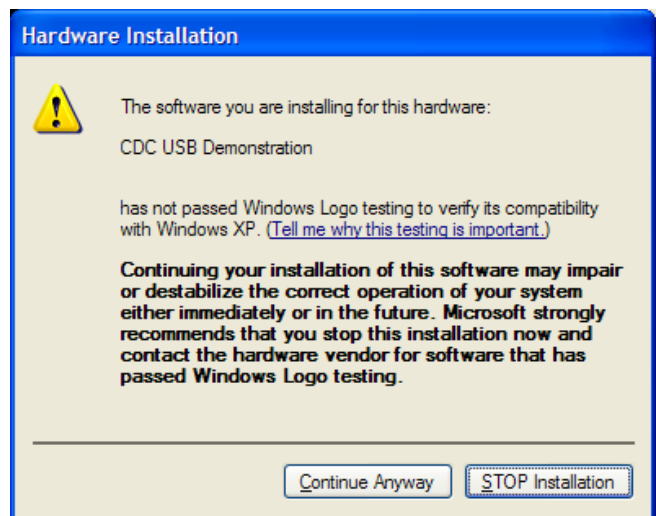 Hardware Installation
The software you are installing for this hardware:
CDC USB Demonstration
has not passed Windows Logo testing to verify its compatibility
with Windows XP. (Tell me why this testing is important.)
Continuing your installation of this software may impair
or destabilize the correct operation of your system
either immediately or in the future. Microsoft strongly
recommends that you stop this installation now and
contact the hardware vendor for software that has
passed Windows Logo testing.
Continue Anyway STOP Installation